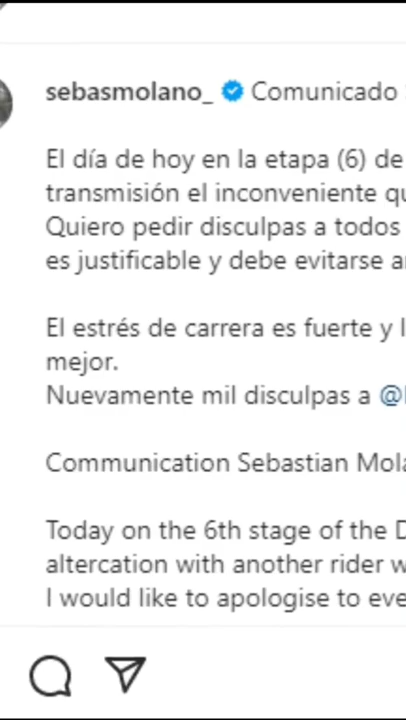 sebasmolano_ Comunicado
El día de hoy en la etapa (6) de
transmisión el inconveniente qu
Quiero pedir disculpas a todos
es justificable y debe evitarse a
El estrés de carrera es fuerte y l
mejor.
Nuevamente mil disculpas a @
Communication Sebastian Mola
Today on the 6th stage of the D
altercation with another rider w
I would like to apologise to eve